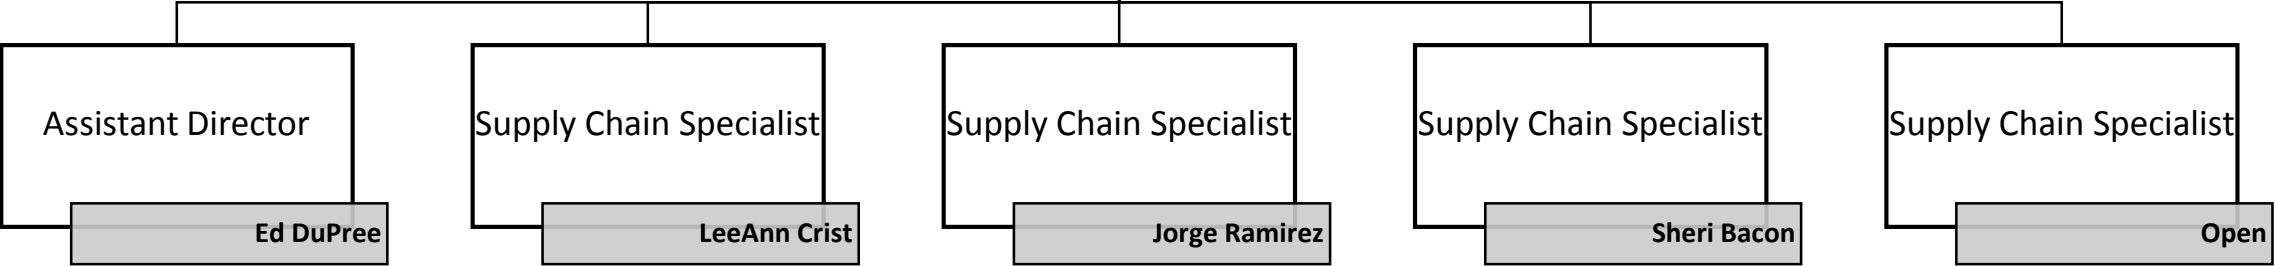 Assistant Director
Ed DuPree
Supply Chain Specialist
LeeAnn Crist
Supply Chain Specialist
Jorge Ramirez
Supply Chain Specialist
Sheri Bacon
Supply Chain Specialist
Open